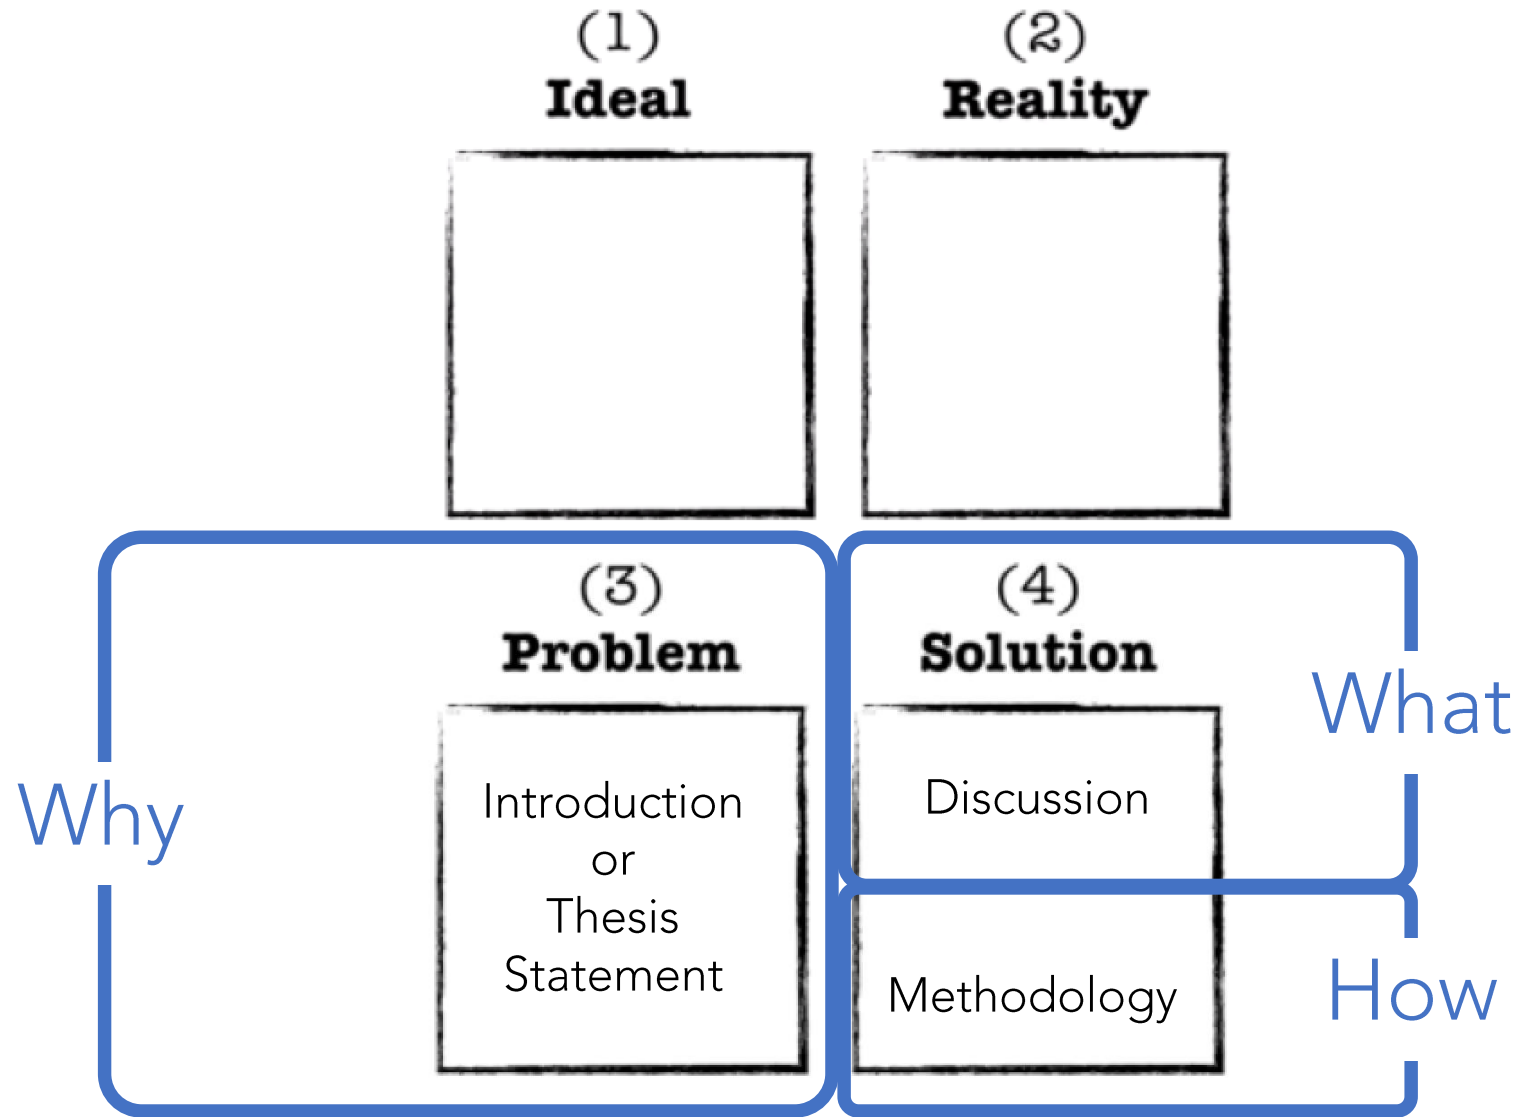 (1)
Ideal
(2)
Reality
Why
(3)
Problem
Introduction
or
Thesis
Statement
(4)
Solution
Discussion
What
Methodology
How